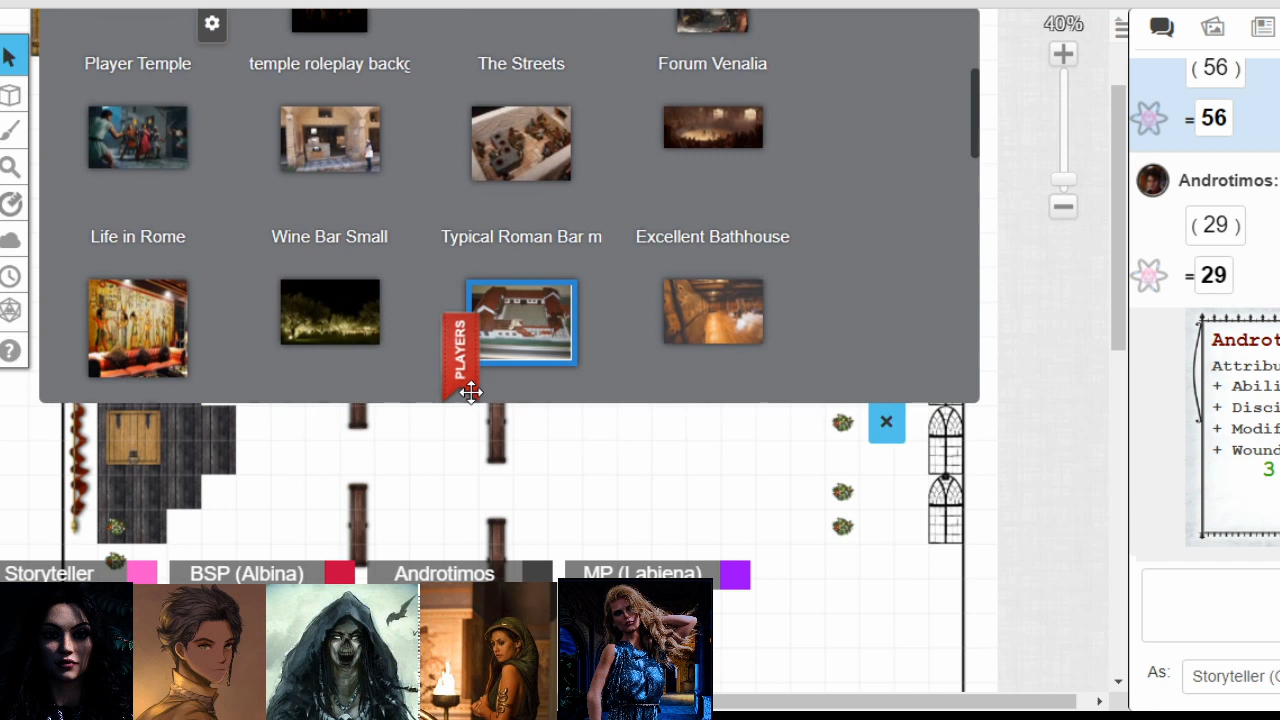 40%
Player Temple
temple roleplay backg
The Streets
Forum Venalia
( 56 )
= 56
Androtimos:
( 29 )
= 29
Life in Rome
Wine Bar Small
Typical Roman Bar m
Excellent Bathhouse
PLAYERS
Androt
Attribu
+ Abili
+ Disci
+ Modif
+ Wound
3
Storyteller
BSP (Albina)
Androtimos
MP (Labiena)
As:
Storyteller (G